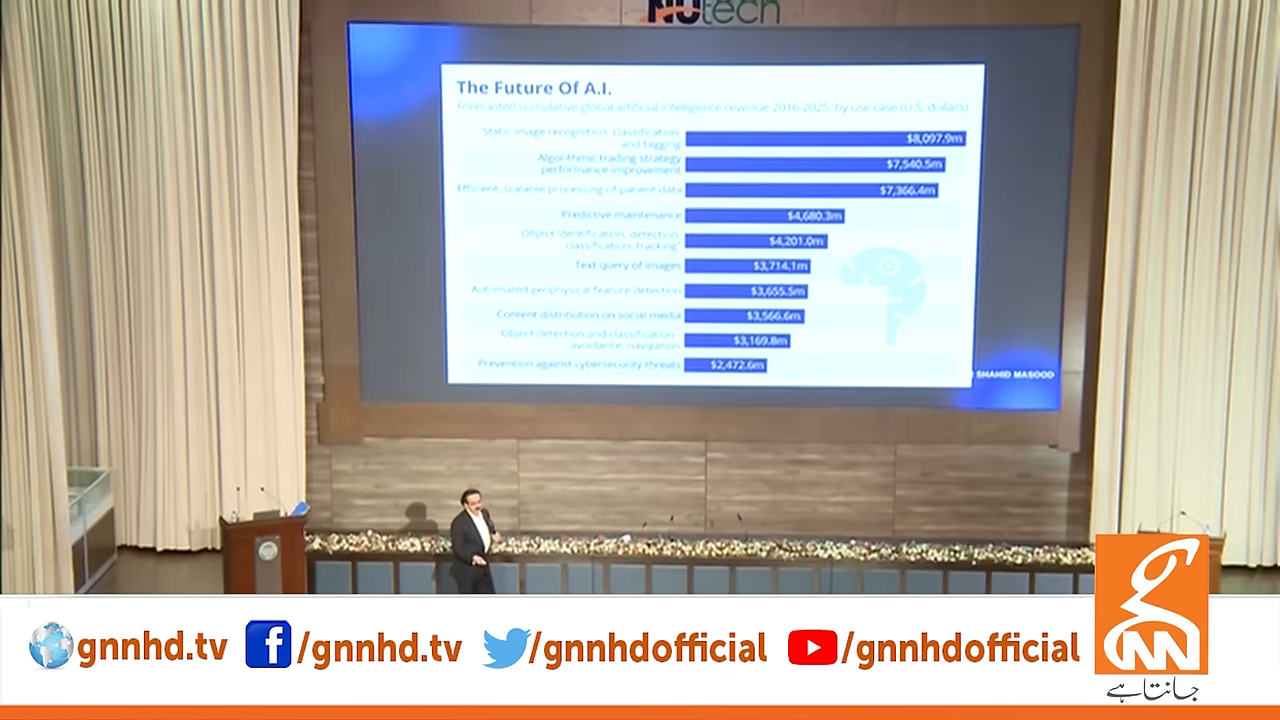 NUtech
The Future Of A.I.
Forecasted cumulative global artificial intelligence revenue 2016-2025, by use case (U.S. dollars)
Static image recognition, classification,
and tagging
$8,097.9m
Algorithmic trading strategy
performance improvement
$7,540.5m
Efficient, scalable processing of patient data
$7,366.4m
Predictive maintenance
$4,680.3m
Object identification, detection,
classification, tracking
$4,201.0m
Text query of images
$3,714.1m
Automated geophysical feature detection
$3,655.5m
Content distribution on social media
$3,566.6m
Object detection and classification -
avoidance, navigation
$3,169.8m
Prevention against cybersecurity threats
$2,472.6m
SHAHID MASOOD
gnnhd.tv
/gnnhd.tv
/gnnhdofficial
/gnnhdofficial
GNN
جانتا ہے